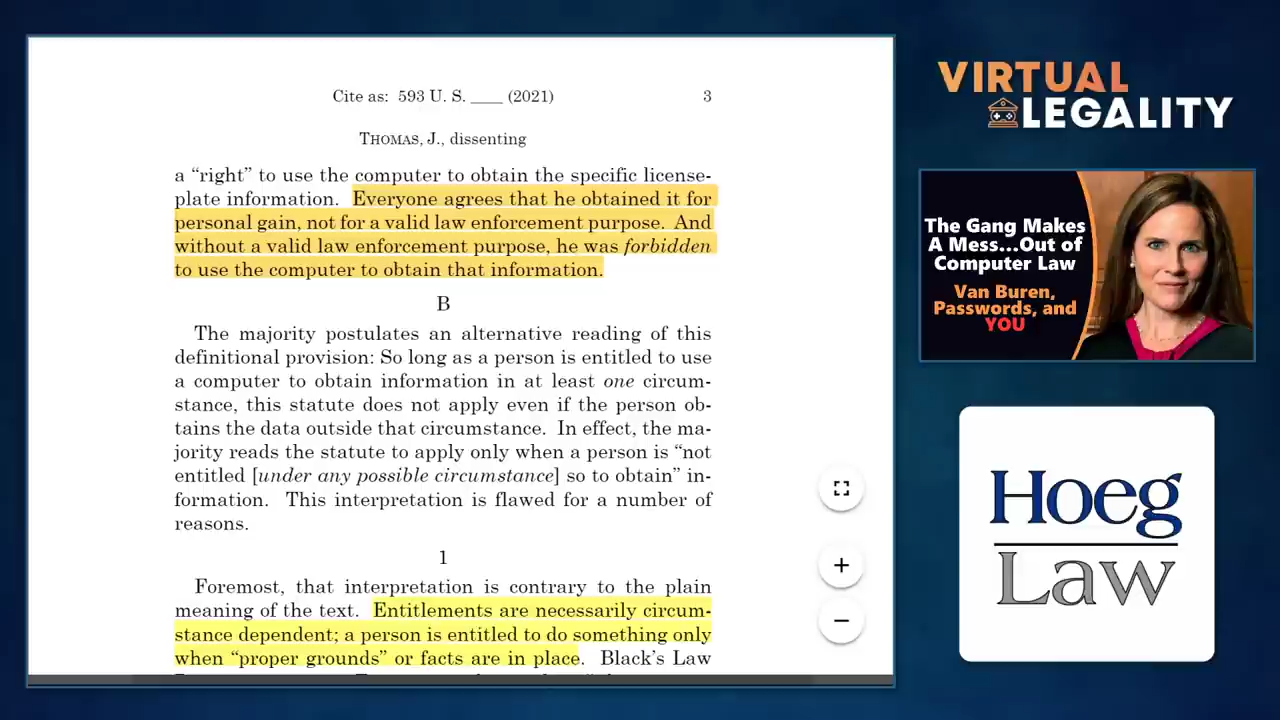 Cite as: 593 U. S. ____ (2021) 3
THOMAS, J., dissenting
a “right” to use the computer to obtain the specific license-
plate information. Everyone agrees that he obtained it for
personal gain, not for a valid law enforcement purpose. And
without a valid law enforcement purpose, he was forbidden
to use the computer to obtain that information.
B
The majority postulates an alternative reading of this
definitional provision: So long as a person is entitled to use
a computer to obtain information in at least one circum-
stance, this statute does not apply even if the person ob-
tains the data outside that circumstance. In effect, the ma-
jority reads the statute to apply only when a person is “not
entitled [under any possible circumstance] so to obtain” in-
formation. This interpretation is flawed for a number of
reasons.
1
Foremost, that interpretation is contrary to the plain
meaning of the text. Entitlements are necessarily circum-
stance dependent; a person is entitled to do something only
when “proper grounds” or facts are in place. Black’s Law
VIRTUAL
LEGALITY
The Gang Makes
A Mess...Out of
Computer Law
Van Buren,
Passwords, and
YOU
Hoeg
Law